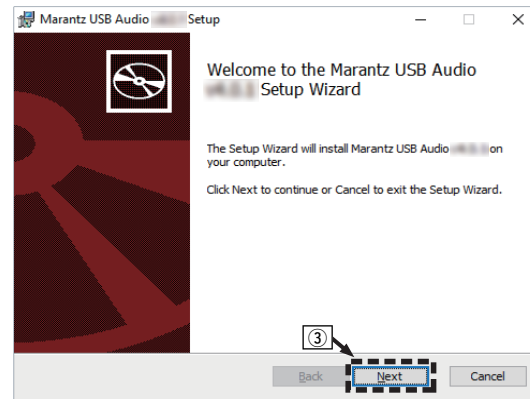 Marantz USB Audio Setup
Welcome to the Marantz USB Audio
Setup Wizard
The Setup Wizard will install Marantz USB Audio on
your computer.
Click Next to continue or Cancel to exit the Setup Wizard.
③
Back Next Cancel